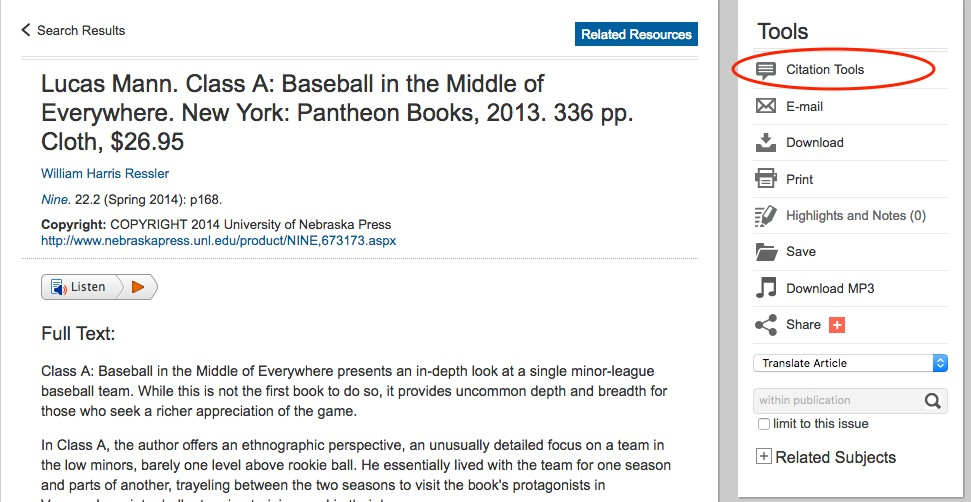 Search Results
Related Resources
Lucas Mann. Class A: Baseball in the Middle of
Everywhere. New York: Pantheon Books, 2013. 336 pp.
Cloth, $26.95
William Harris Ressler
Nine. 22.2 (Spring 2014): p168.
Copyright: COPYRIGHT 2014 University of Nebraska Press
http://www.nebraskapress.unl.edu/product/NINE,673173.aspx
Listen
Full Text:
Class A: Baseball in the Middle of Everywhere presents an in-depth look at a single minor-league
baseball team. While this is not the first book to do so, it provides uncommon depth and breadth for
those who seek a richer appreciation of the game.
In Class A, the author offers an ethnographic perspective, an unusually detailed focus on a team in
the low minors, barely one level above rookie ball. He essentially lived with the team for one season
and parts of another, traveling between the two seasons to visit the book's protagonists in
Tools
Citation Tools
E-mail
Download
Print
Highlights and Notes (0)
Save
Download MP3
Share
Translate Article
within publication
limit to this issue
Related Subjects